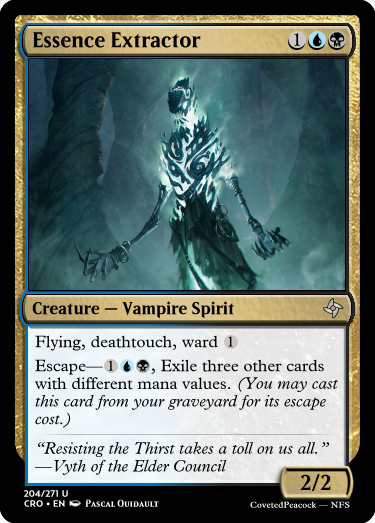 Essence Extractor 1
Creature — Vampire Spirit
Flying, deathtouch, ward 1
Escape—1, Exile three other cards
with different mana values. (You may cast
this card from your graveyard for its escape
cost.)
“Resisting the Thirst takes a toll on us all.”
—Vyth of the Elder Council
2/2
204/271 U
CRO • EN Pascal Quidault
CovetedPeacock — NFS